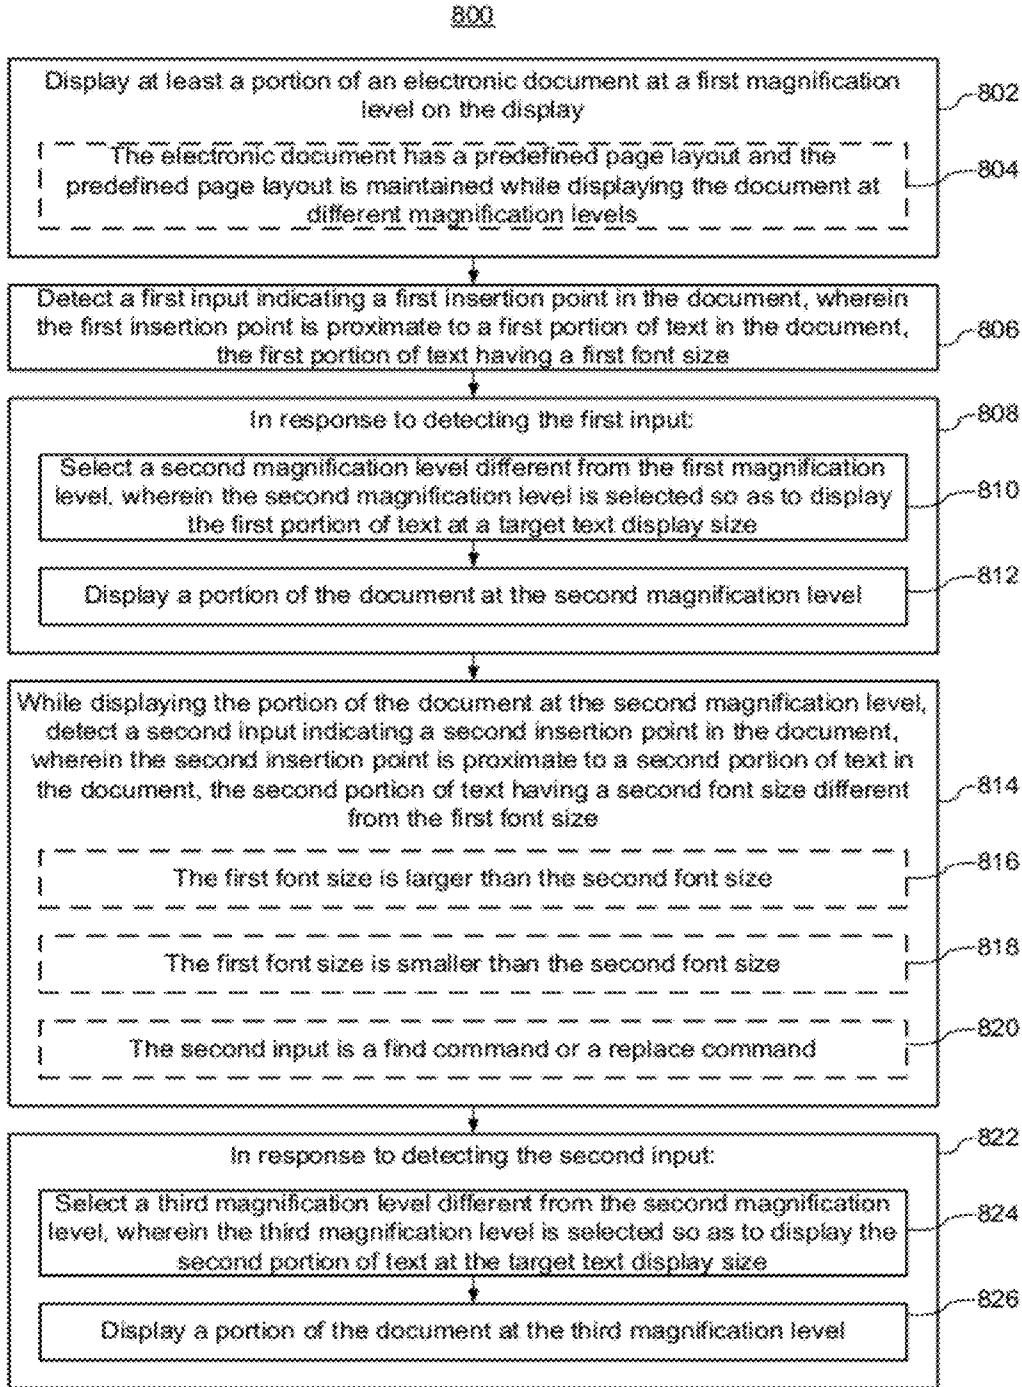 800
Display at least a portion of an electronic document at a first magnification
level on the display
802
The electronic document has a predefined page layout and the
predefined page layout is maintained while displaying the document at
different magnification levels
804
Detect a first input indicating a first insertion point in the document, wherein
the first insertion point is proximate to a first portion of text in the document,
the first portion of text having a first font size
806
In response to detecting the first input:
808
Select a second magnification level different from the first magnification
level, wherein the second magnification level is selected so as to display
the first portion of text at a target text display size
810
Display a portion of the document at the second magnification level
812
While displaying the portion of the document at the second magnification level,
detect a second input indicating a second insertion point in the document,
wherein the second insertion point is proximate to a second portion of text in
the document, the second portion of text having a second font size different
from the first font size
814
The first font size is larger than the second font size
816
The first font size is smaller than the second font size
818
The second input is a find command or a replace command
820
In response to detecting the second input:
822
Select a third magnification level different from the second magnification
level, wherein the third magnification level is selected so as to display the
second portion of text at the target text display size
824
Display a portion of the document at the third magnification level
826